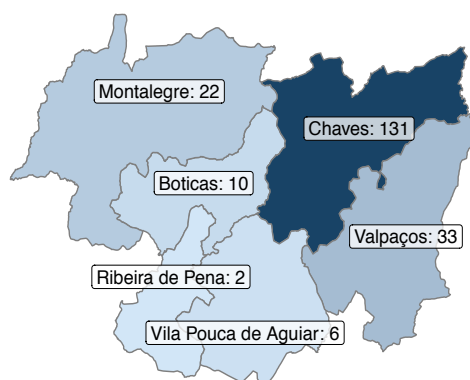 Montalegre: 22
Chaves: 131
Boticas: 10
Valpaços: 33
Ribeira de Pena: 2
Vila Pouca de Aguiar: 6